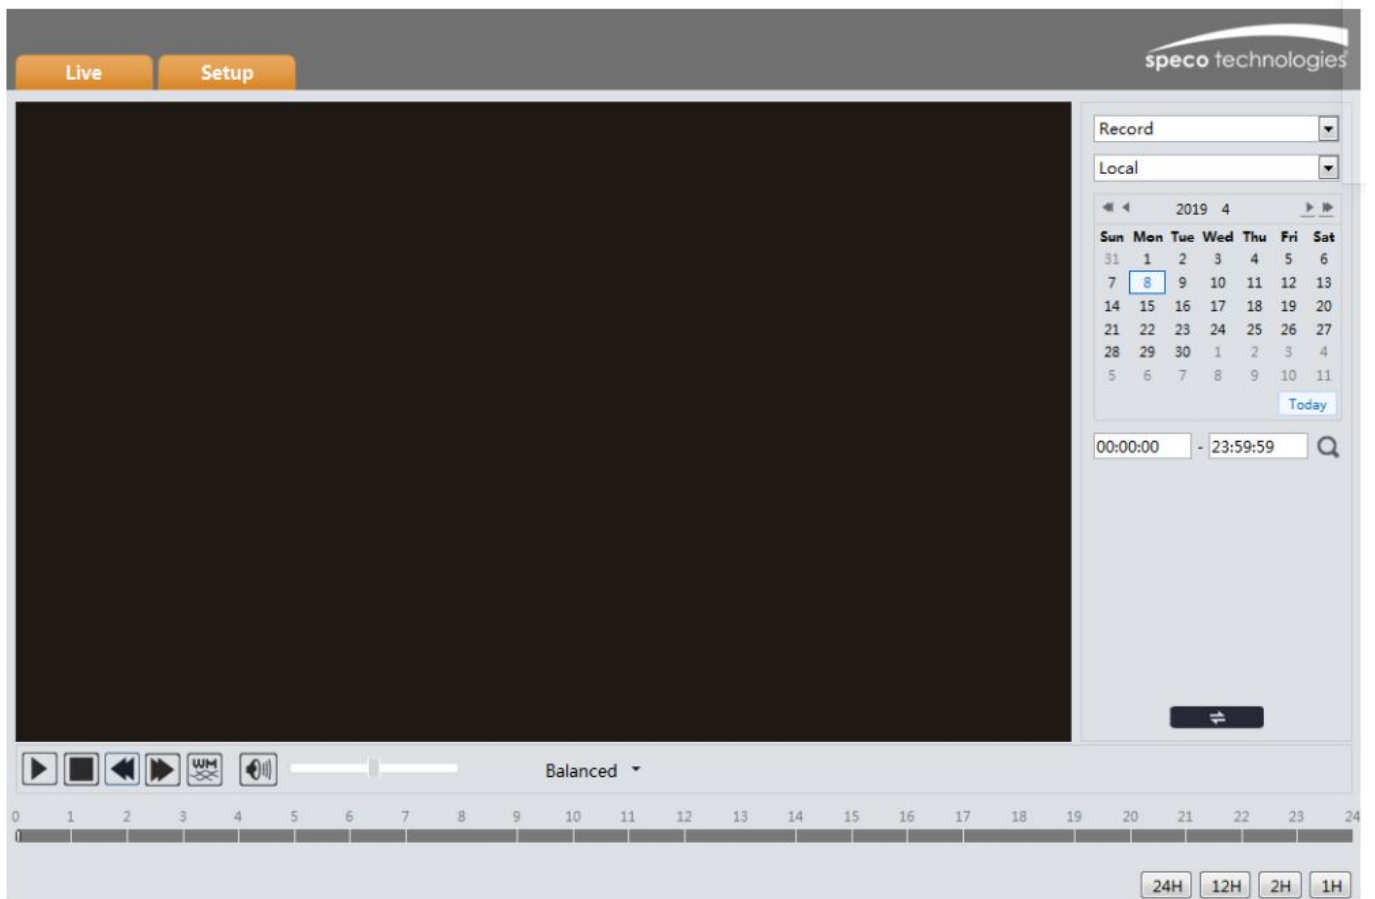 speco technologies
Live Setup
Record
Local
2019 4
Sun Mon Tue Wed Thu Fri Sat
31 1 2 3 4 5 6
7 8 9 10 11 12 13
14 15 16 17 18 19 20
21 22 23 24 25 26 27
28 29 30 1 2 3 4
5 6 7 8 9 10 11
Today
00:00:00 - 23:59:59
WM Balanced
0 1 2 3 4 5 6 7 8 9 10 11 12 13 14 15 16 17 18 19 20 21 22 23 24
24H 12H 2H 1H